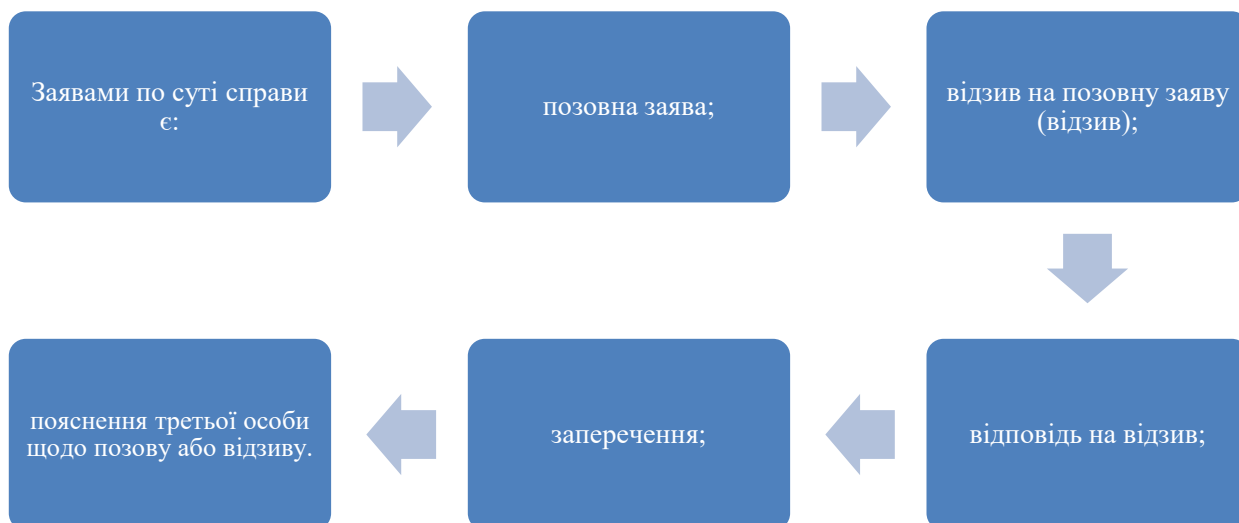 Заявами по суті справи
є:
позовна заява;
відзив на позовну заяву
(відзив);
відповідь на відзив;
заперечення;
пояснення третьої особи
щодо позову або відзиву.